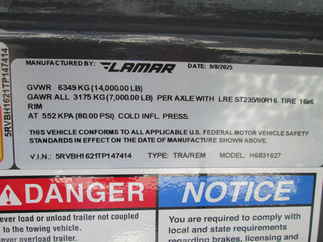 MANUFACTURED BY: LAMAR DATE: 9/8/2025
GVWR 6349 KG (14,000.00 LB)
GAWR ALL 3175 KG (7,000.00 LB) PER AXLE WITH LRE ST235/80R16 TIRE 16x6
RIM
AT 552 KPA (80.00 PSI) COLD INFL. PRESS.
THIS VEHICLE CONFORMS TO ALL APPLICABLE U.S. FEDERAL MOTOR VEHICLE SAFETY
STANDARDS IN EFFECT ON THE DATE OF MANUFACTURE SHOWN ABOVE.
V.I.N.: 5RVBH1621TP147414 TYPE: TRA/REM MODEL: H6831627
5RVBH1621TP147414
DANGER
ever load or unload trailer not coupled
to the towing vehicle.
NOTICE
You are required to comply with
local and state requirements
regarding brakes, licensing and